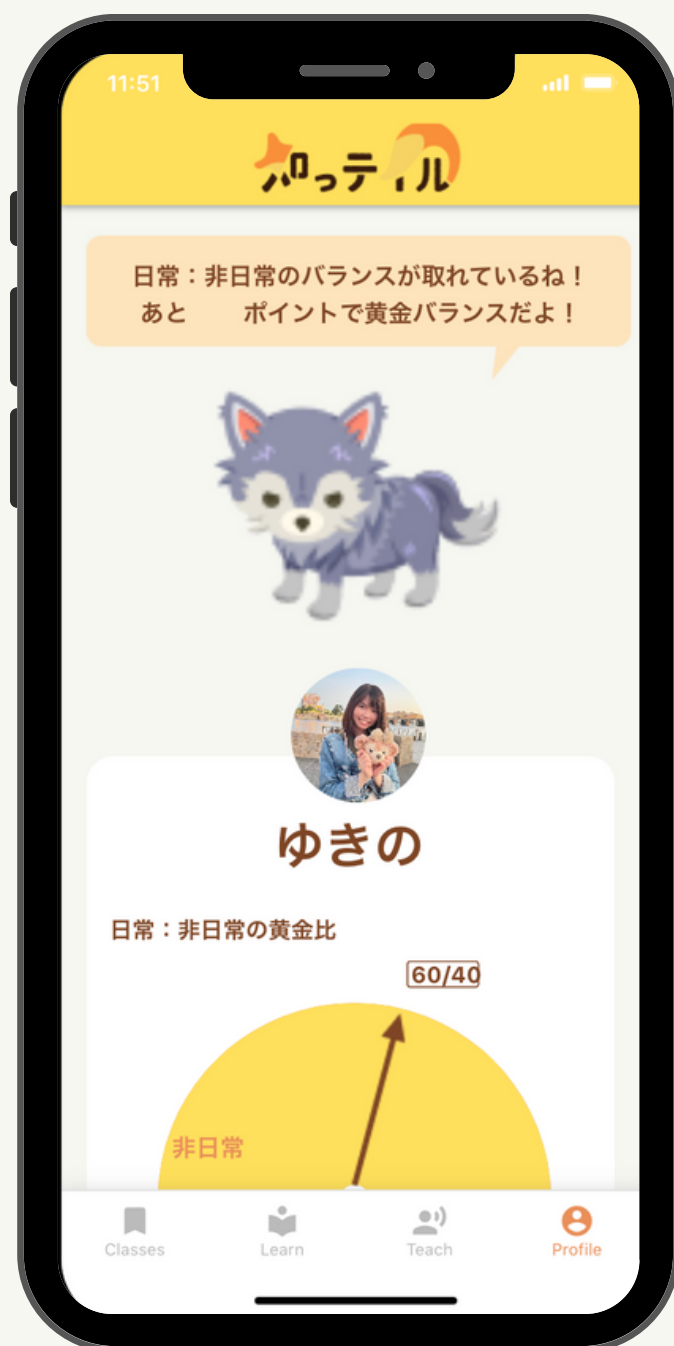 11:51
知っテイル
日常：非日常のバランスが取れているね！
あと　　ポイントで黄金バランスだよ！
ゆきの
日常：非日常の黄金比
60/40
非日常
Classes Learn Teach Profile